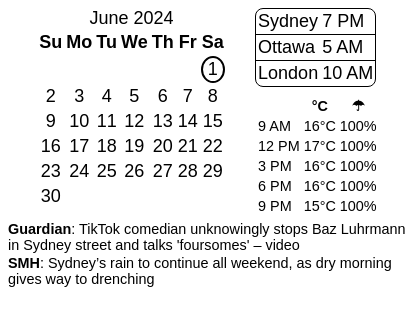 June 2024
Su Mo Tu We Th Fr Sa
1
2 3 4 5 6 7 8
9 10 11 12 13 14 15
16 17 18 19 20 21 22
23 24 25 26 27 28 29
30
Sydney 7 PM
Ottawa 5 AM
London 10 AM
°C ☂
9 AM 16°C 100%
12 PM 17°C 100%
3 PM 16°C 100%
6 PM 16°C 100%
9 PM 15°C 100%
Guardian: TikTok comedian unknowingly stops Baz Luhrmann
in Sydney street and talks 'foursomes' – video
SMH: Sydney’s rain to continue all weekend, as dry morning
gives way to drenching